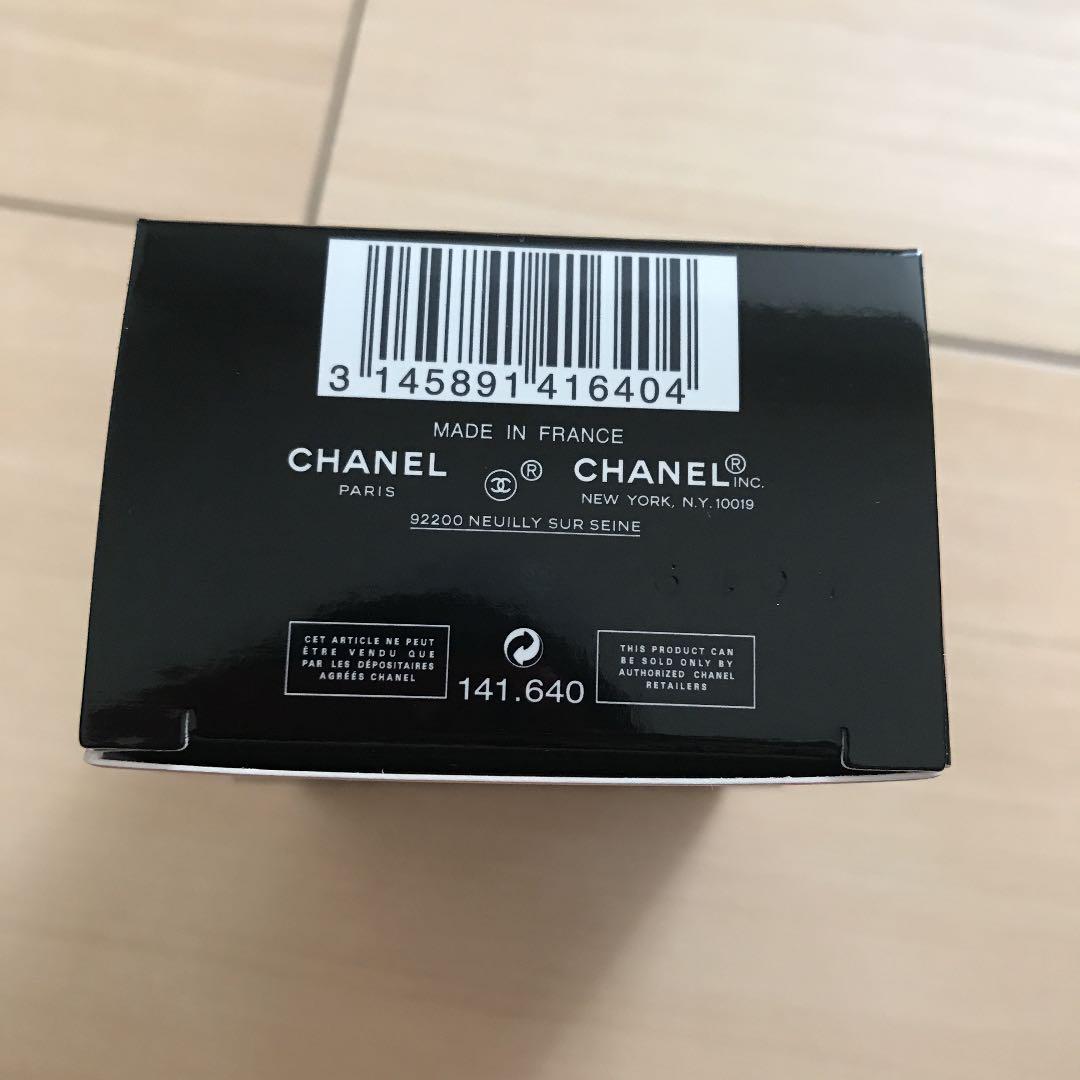 3 145891 416404
MADE IN FRANCE
CHANEL
PARIS
®
CHANEL® INC.
NEW YORK, N.Y. 10019
92200 NEUILLY SUR SEINE
CET ARTICLE NE PEUT
ÊTRE VENDU QUE
PAR LES DÉPOSITAIRES
AGRÉÉS CHANEL
141.640
THIS PRODUCT CAN
BE SOLD ONLY BY
AUTHORIZED CHANEL
RETAILERS